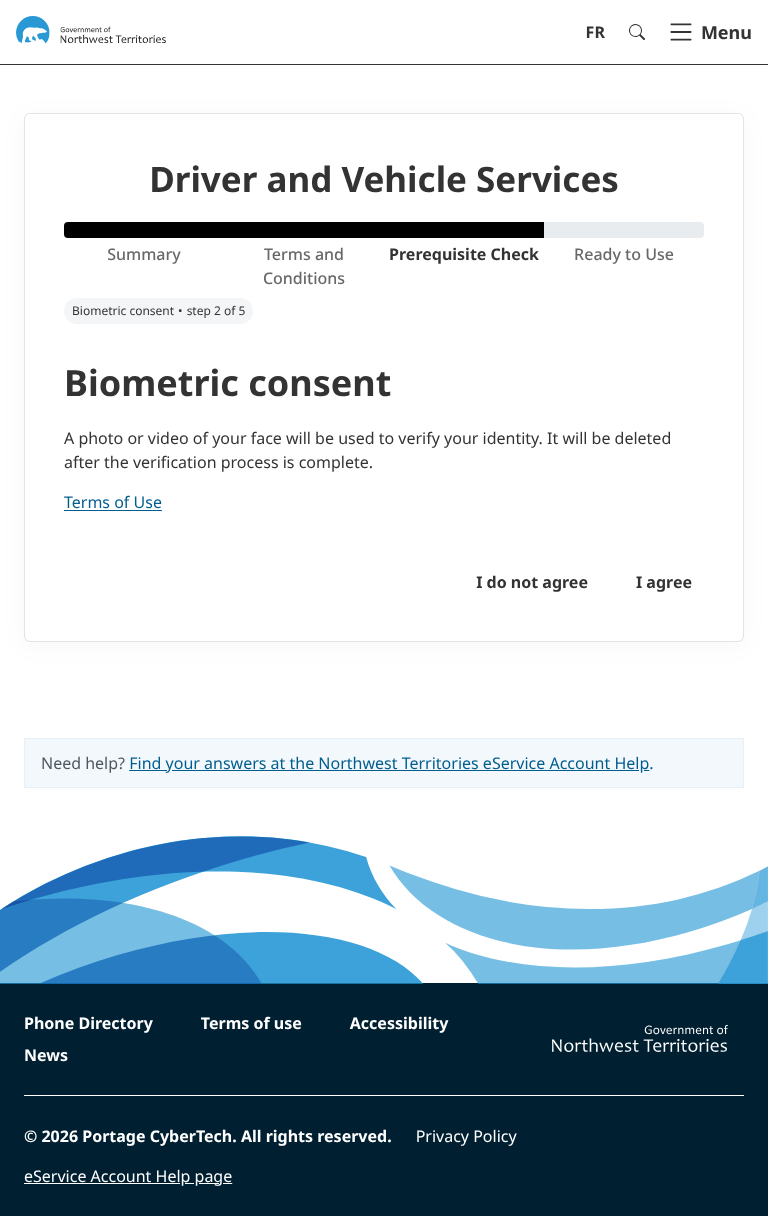 Government of
Northwest Territories
FR
Menu
Driver and Vehicle Services
Summary
Terms and
Conditions
Prerequisite Check
Ready to Use
Biometric consent • step 2 of 5
Biometric consent
A photo or video of your face will be used to verify your identity. It will be deleted
after the verification process is complete.
Terms of Use
I do not agree
I agree
Need help? Find your answers at the Northwest Territories eService Account Help.
Phone Directory
Terms of use
Accessibility
News
Government of
Northwest Territories
© 2026 Portage CyberTech. All rights reserved.
Privacy Policy
eService Account Help page